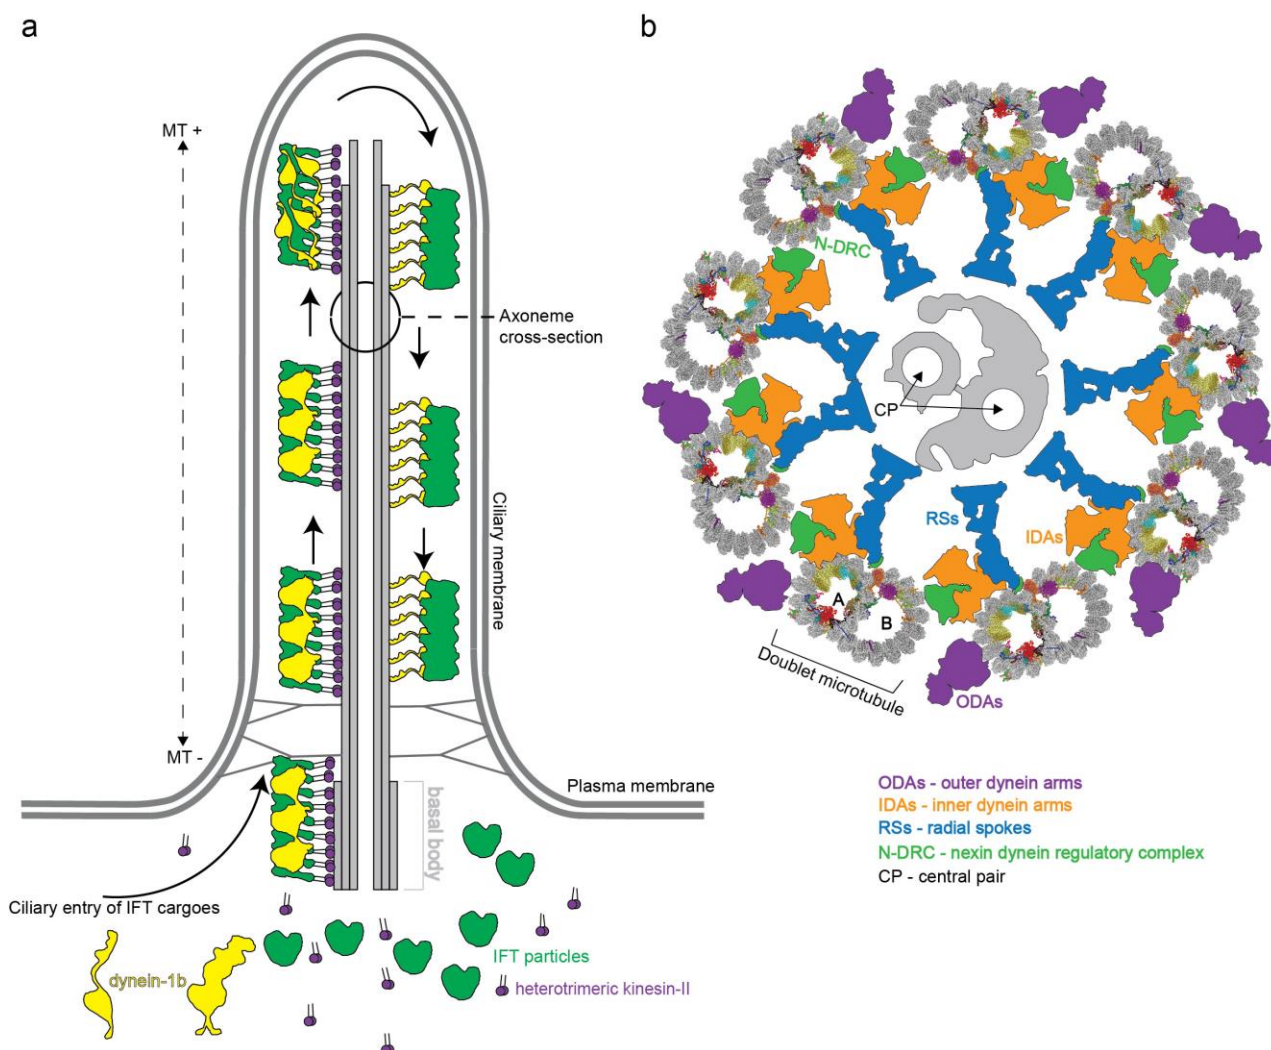 a
MT +
Axoneme
cross-section
Ciliary membrane
MT -
Plasma membrane
basal body
Ciliary entry of IFT cargoes
dynein-1b
IFT particles
heterotrimeric kinesin-II
b
N-DRC
CP
RSs
IDAs
A
B
Doublet microtubule
ODAs
ODAs - outer dynein arms
IDAs - inner dynein arms
RSs - radial spokes
N-DRC - nexin dynein regulatory complex
CP - central pair